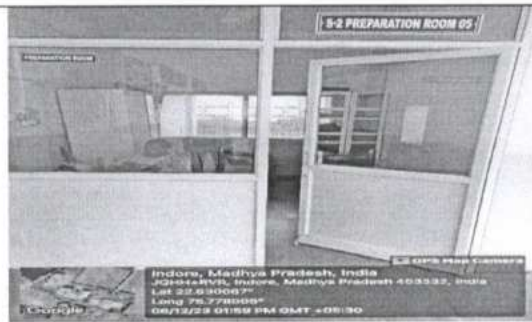 S-2 PREPARATION ROOM 05
PREPARATION ROOM
GPS Map Camera
Indore, Madhya Pradesh, India
Indore, Madhya Pradesh 453332, India
Lat 22.630067°
Long 75.778005°
06/12/23 01:59 PM GMT +05:30
Google